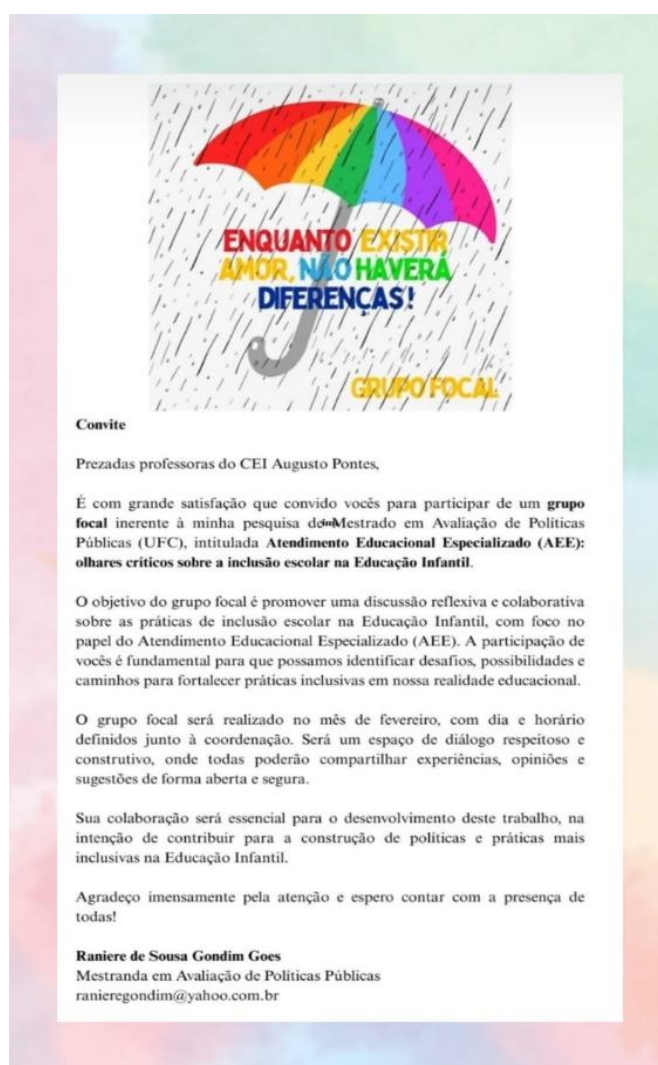 ENQUANTO EXISTIR
AMOR, NÃO HAVERÁ
DIFERENÇAS!
GRUPO FOCAL
Convite
Prezadas professoras do CEI Augusto Pontes,
É com grande satisfação que convido vocês para participar de um grupo
focal inerente à minha pesquisa de Mestrado em Avaliação de Políticas
Públicas (UFC), intitulada Atendimento Educacional Especializado (AEE):
olhares críticos sobre a inclusão escolar na Educação Infantil.
O objetivo do grupo focal é promover uma discussão reflexiva e colaborativa
sobre as práticas de inclusão escolar na Educação Infantil, com foco no
papel do Atendimento Educacional Especializado (AEE). A participação de
vocês é fundamental para que possamos identificar desafios, possibilidades e
caminhos para fortalecer práticas inclusivas em nossa realidade educacional.
O grupo focal será realizado no mês de fevereiro, com dia e horário
definidos junto à coordenação. Será um espaço de diálogo respeitoso e
construtivo, onde todas poderão compartilhar experiências, opiniões e
sugestões de forma aberta e segura.
Sua colaboração será essencial para o desenvolvimento deste trabalho, na
intenção de contribuir para a construção de políticas e práticas mais
inclusivas na Educação Infantil.
Agradeço imensamente pela atenção e espero contar com a presença de
todas!
Raniere de Sousa Gondim Goes
Mestranda em Avaliação de Políticas Públicas
ranieregondim@yahoo.com.br